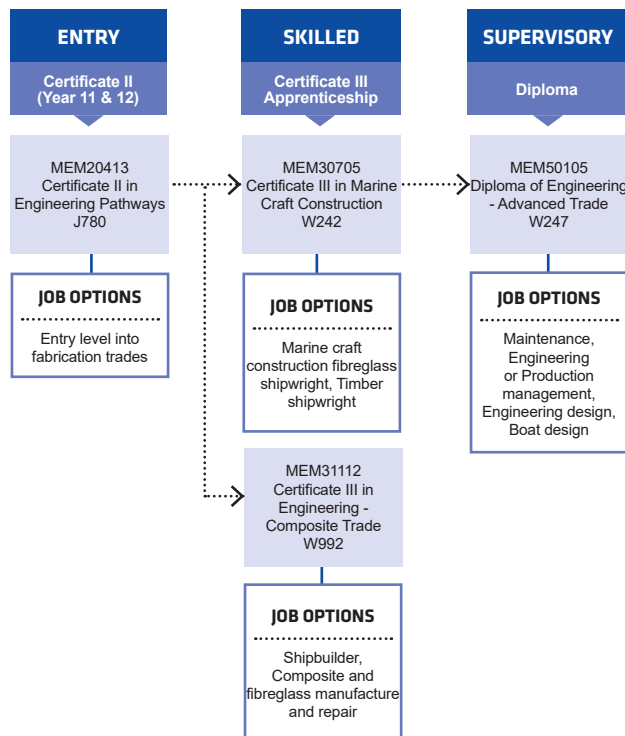 ENTRY
Certificate II
(Year 11 & 12)
MEM20413
Certificate II in
Engineering Pathways
J780
JOB OPTIONS
Entry level into
fabrication trades
SKILLED
Certificate III
Apprenticeship
MEM30705
Certificate III in Marine
Craft Construction
W242
JOB OPTIONS
Marine craft
construction fibreglass
shipwright, Timber
shipwright
MEM31112
Certificate III in
Engineering -
Composite Trade
W992
JOB OPTIONS
Shipbuilder,
Composite and
fibreglass manufacture
and repair
SUPERVISORY
Diploma
MEM50105
Diploma of Engineering
- Advanced Trade
W247
JOB OPTIONS
Maintenance,
Engineering
or Production
management,
Engineering design,
Boat design